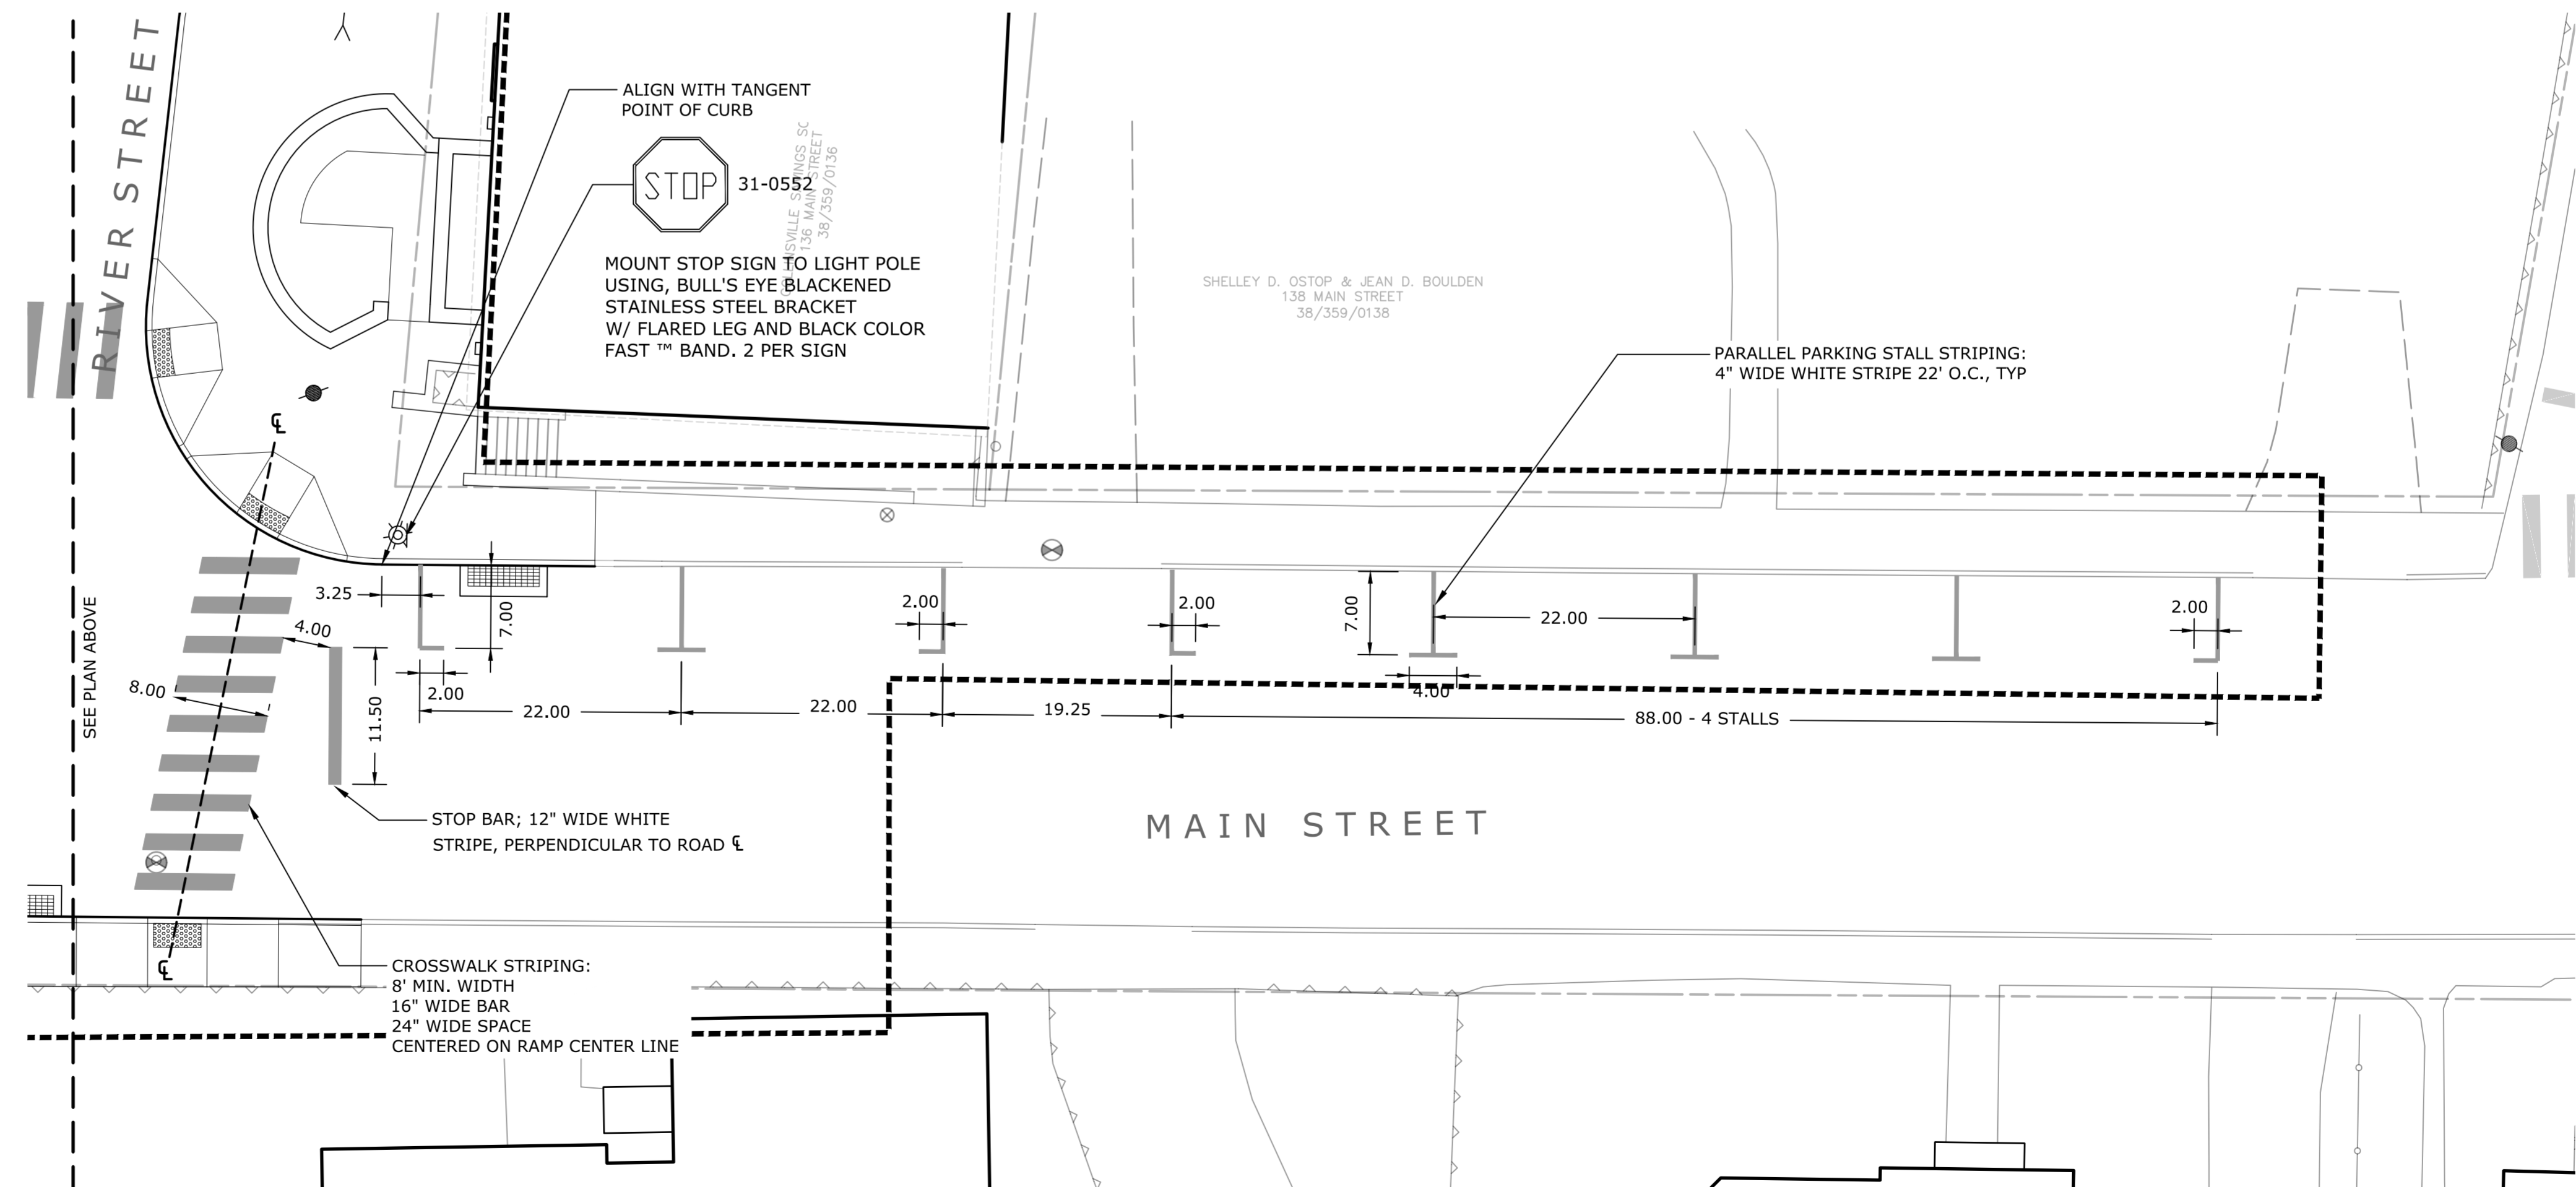 RIVER STREET
ALIGN WITH TANGENT
POINT OF CURB
STOP
31-0552
SAVINGS SO
136 MAIN STREET
38/359/0136
MOUNT STOP SIGN TO LIGHT POLE
USING, BULL'S EYE BLACKENED
STAINLESS STEEL BRACKET
W/ FLARED LEG AND BLACK COLOR
FAST ™ BAND. 2 PER SIGN
SHELLEY D. OSTOP & JEAN D. BOULDEN
138 MAIN STREET
38/359/0138
PARALLEL PARKING STALL STRIPING:
4" WIDE WHITE STRIPE 22' O.C., TYP
℄
SEE PLAN ABOVE
3.25
7.00
2.00
2.00
7.00
22.00
2.00
4.00
8.00
11.50
2.00
22.00
22.00
19.25
4.00
88.00 - 4 STALLS
STOP BAR; 12" WIDE WHITE
STRIPE, PERPENDICULAR TO ROAD ℄
MAIN STREET
℄
CROSSWALK STRIPING:
8' MIN. WIDTH
16" WIDE BAR
24" WIDE SPACE
CENTERED ON RAMP CENTER LINE